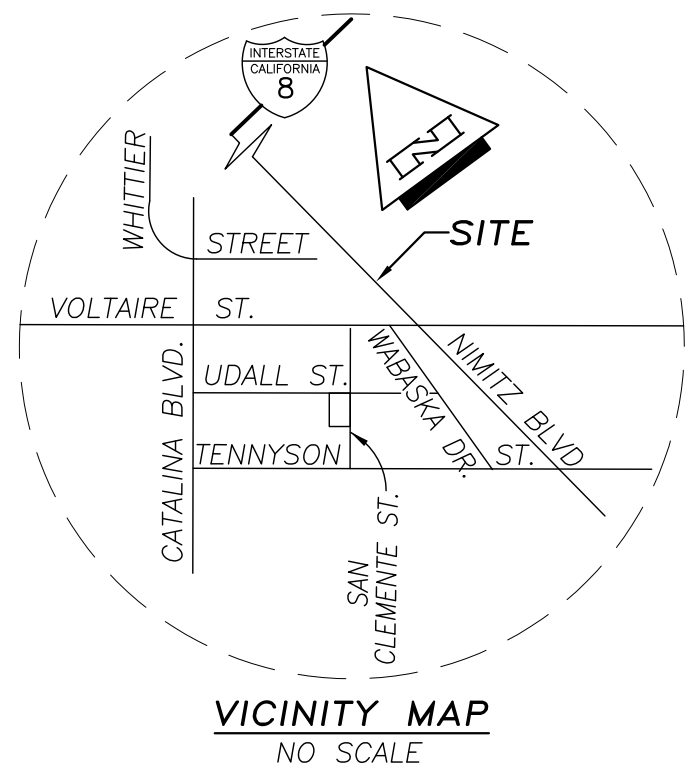 INTERSTATE
CALIFORNIA
8
N
WHITTIER
STREET
SITE
VOLTAIRE ST.
CATALINA BLVD.
UDALL ST.
WABASKA DR.
NIMITZ BLVD
TENNYSON ST.
SAN
CLEMENTE ST.
VICINITY MAP
NO SCALE